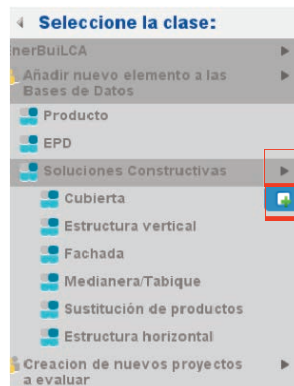 Seleccione la clase:
nerBuiLCA
Añadir nuevo elemento a las
Bases de Datos
Producto
EPD
Soluciones Constructivas
Cubierta
Estructura vertical
Fachada
Medianera/Tabique
Sustitución de productos
Estructura horizontal
Creacion de nuevos proyectos
a evaluar